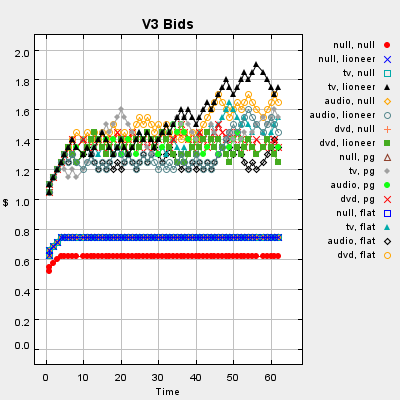 V3 Bids
2.0
1.8
1.6
1.4
1.2
1.0
0.8
0.6
0.4
0.2
0.0
$
0 10 20 30 40 50 60
Time
null, null
null, lioneer
tv, null
tv, lioneer
audio, null
audio, lioneer
dvd, null
dvd, lioneer
null, pg
tv, pg
audio, pg
dvd, pg
null, flat
tv, flat
audio, flat
dvd, flat